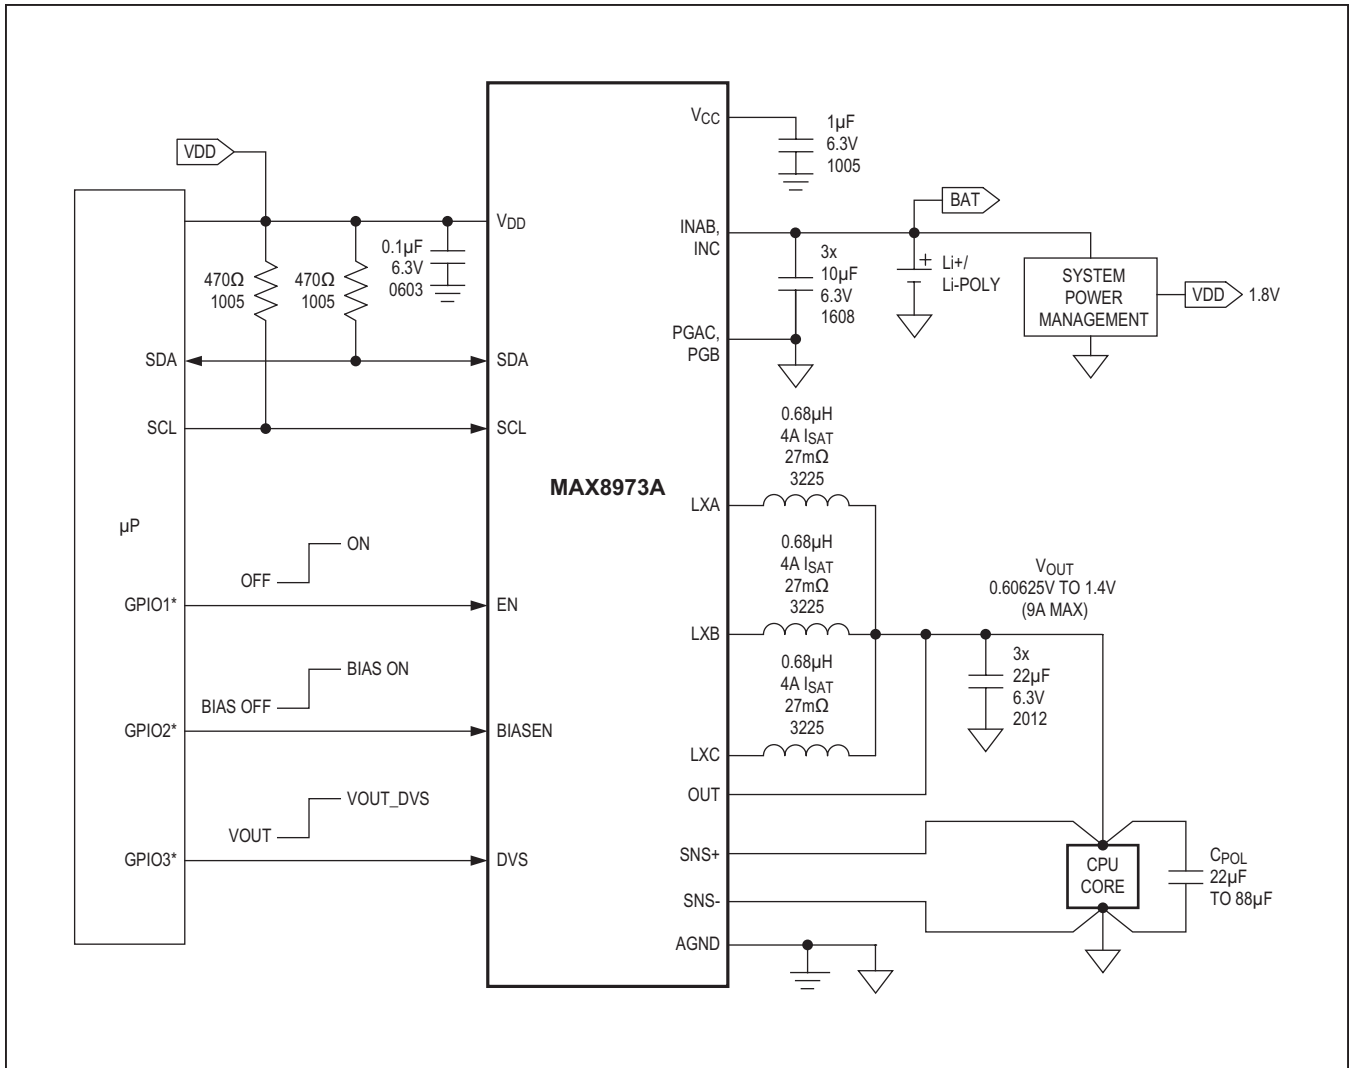 VDD
µP
470Ω
1005
470Ω
1005
0.1µF
6.3V
0603
SDA
SCL
OFF
ON
GPIO1*
BIAS OFF
BIAS ON
GPIO2*
VOUT
VOUT_DVS
GPIO3*
MAX8973A
VDD
SDA
SCL
EN
BIASEN
DVS
VCC
INAB,
INC
PGAC,
PGB
LXA
LXB
LXC
OUT
SNS+
SNS-
AGND
1µF
6.3V
1005
BAT
3x
10µF
6.3V
1608
+
Li+/
Li-POLY
SYSTEM
POWER
MANAGEMENT
VDD
1.8V
0.68µH
4A ISAT
27mΩ
3225
0.68µH
4A ISAT
27mΩ
3225
0.68µH
4A ISAT
27mΩ
3225
VOUT
0.60625V TO 1.4V
(9A MAX)
3x
22µF
6.3V
2012
CPU
CORE
CPOL
22µF
TO 88µF